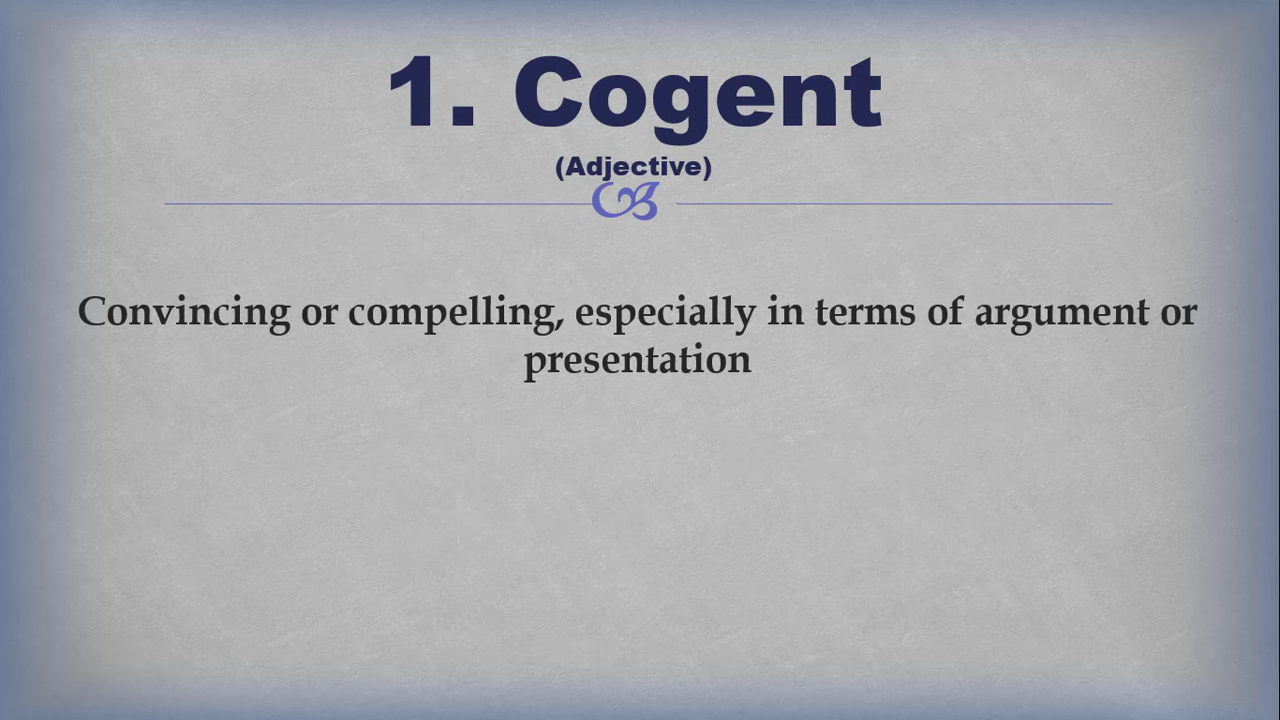 1. Cogent
(Adjective)
Convincing or compelling, especially in terms of argument or
presentation